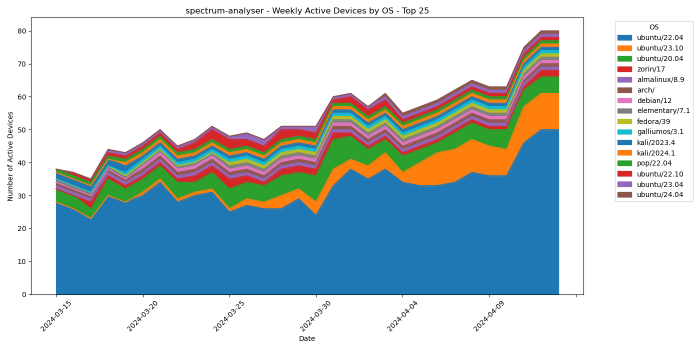 spectrum-analyser - Weekly Active Devices by OS - Top 25
OS
ubuntu/22.04
ubuntu/23.10
ubuntu/20.04
zorin/17
almalinux/8.9
arch/
debian/12
elementary/7.1
fedora/39
galliumos/3.1
kali/2023.4
kali/2024.1
pop/22.04
ubuntu/22.10
ubuntu/23.04
ubuntu/24.04
Number of Active Devices
80
70
60
50
40
30
20
10
0
2024-03-15
2024-03-20
2024-03-25
2024-03-30
2024-04-04
2024-04-09
Date